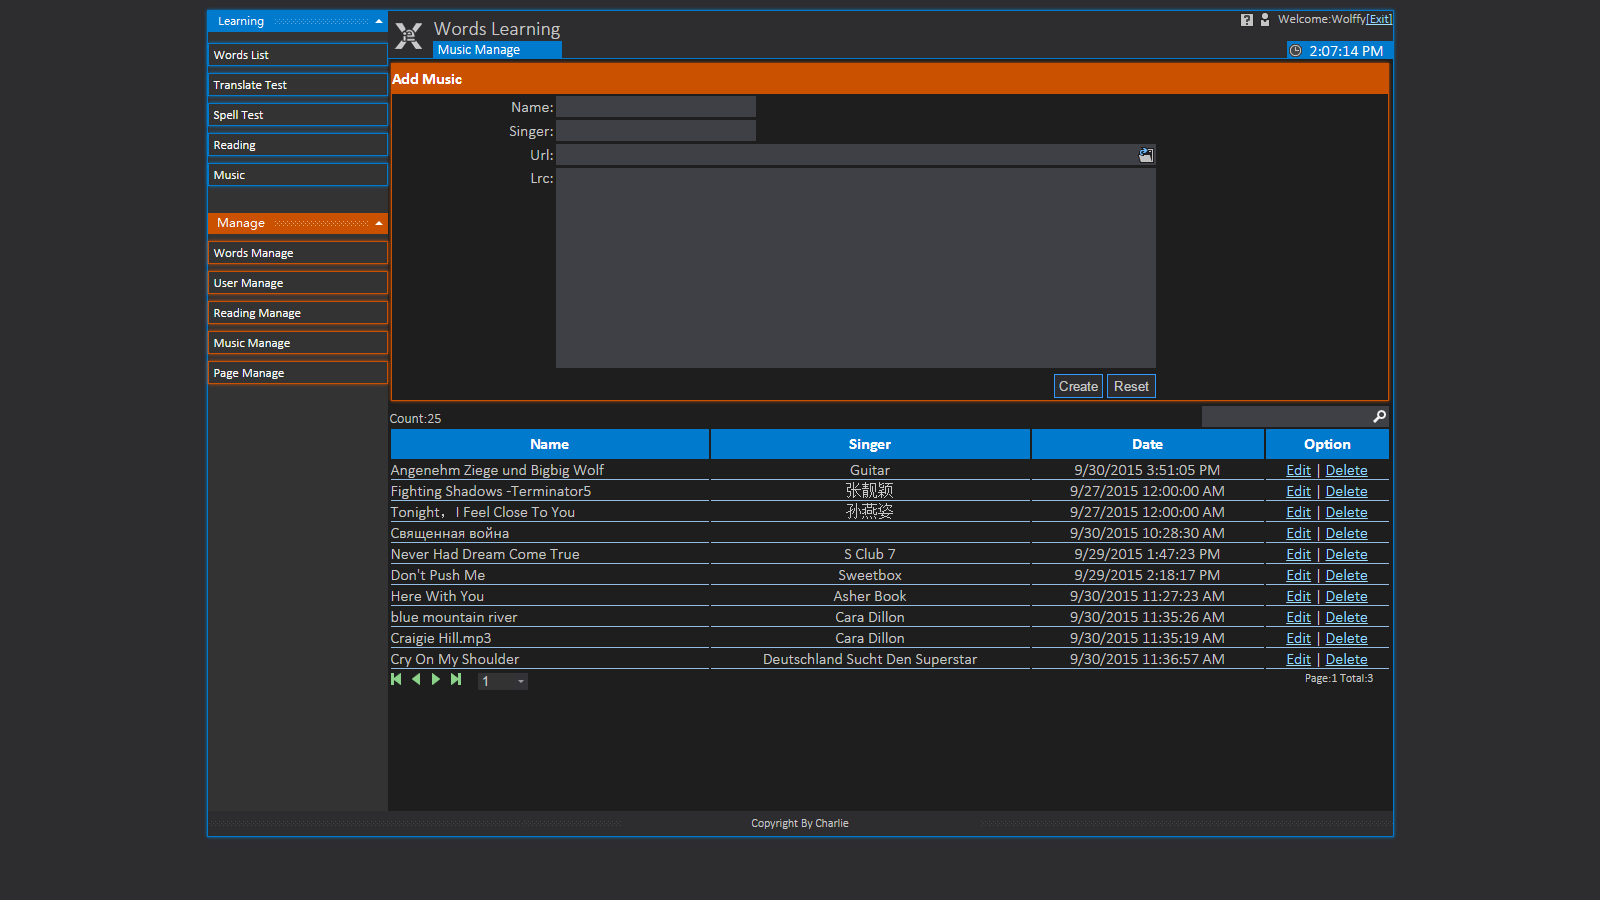 Learning
Words List
Translate Test
Spell Test
Reading
Music
Manage
Words Manage
User Manage
Reading Manage
Music Manage
Page Manage
Words Learning
Music Manage
Welcome:Wolffy[Exit]
2:07:14 PM
Add Music
Name:
Singer:
Url:
Lrc:
Create Reset
Count:25
Name Singer Date Option
Angenehm Ziege und Bigbig Wolf Guitar 9/30/2015 3:51:05 PM Edit | Delete
Fighting Shadows -Terminator5 张靓颖 9/27/2015 12:00:00 AM Edit | Delete
Tonight，I Feel Close To You 孙燕姿 9/27/2015 12:00:00 AM Edit | Delete
Священная война 9/30/2015 10:28:30 AM Edit | Delete
Never Had Dream Come True S Club 7 9/29/2015 1:47:23 PM Edit | Delete
Don't Push Me Sweetbox 9/29/2015 2:18:17 PM Edit | Delete
Here With You Asher Book 9/30/2015 11:27:23 AM Edit | Delete
blue mountain river Cara Dillon 9/30/2015 11:35:26 AM Edit | Delete
Craigie Hill.mp3 Cara Dillon 9/30/2015 11:35:19 AM Edit | Delete
Cry On My Shoulder Deutschland Sucht Den Superstar 9/30/2015 11:36:57 AM Edit | Delete
1 Page:1 Total:3
Copyright By Charlie